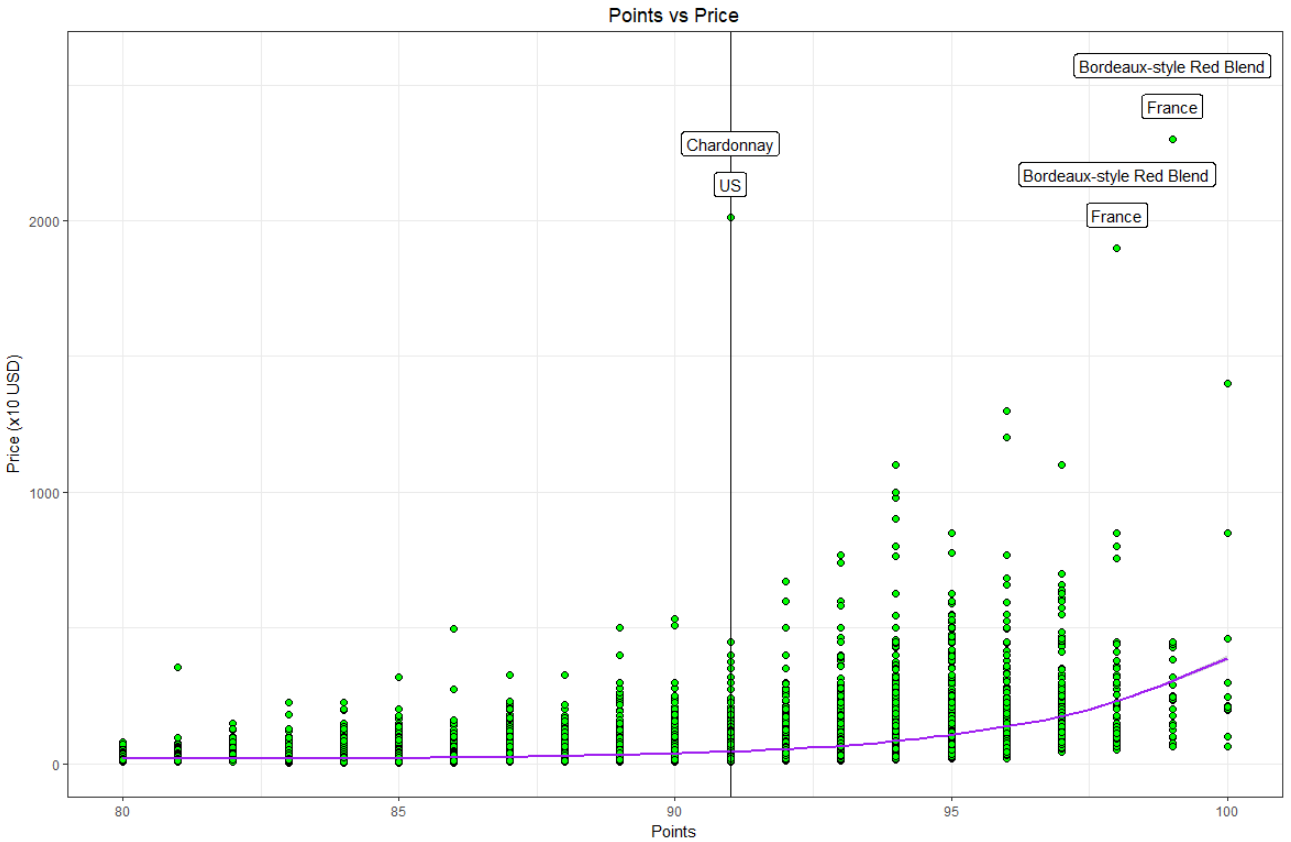 Points vs Price
Bordeaux-style Red Blend
France
Chardonnay
US
Bordeaux-style Red Blend
France
Price (x10 USD)
2000
1000
0
80
85
90
95
100
Points